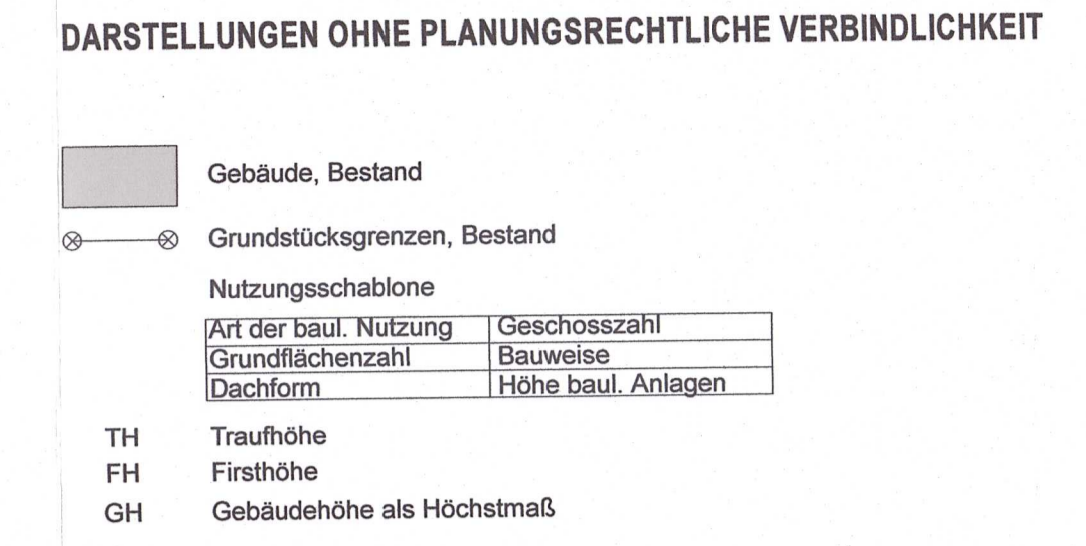 DARSTELLUNGEN OHNE PLANUNGSRECHTLICHE VERBINDLICHKEIT
Gebäude, Bestand
Grundstücksgrenzen, Bestand
Nutzungsschablone
Art der baul. Nutzung Geschosszahl
Grundflächenzahl Bauweise
Dachform Höhe baul. Anlagen
TH Traufhöhe
FH Firsthöhe
GH Gebäudehöhe als Höchstmaß